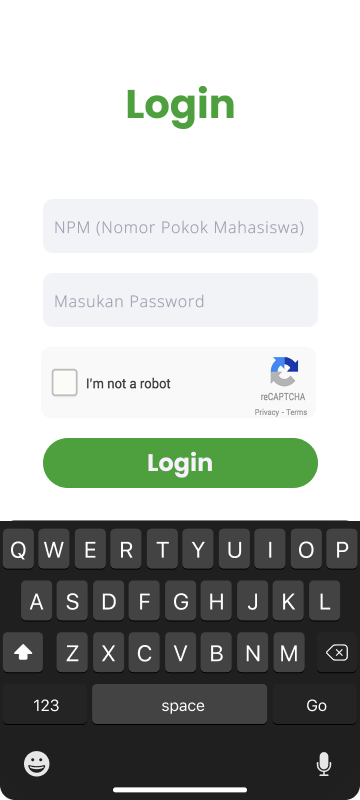 Login
NPM (Nomor Pokok Mahasiswa)
Masukan Password
I'm not a robot
reCAPTCHA
Privacy - Terms
Login
Q W E R T Y U I O P
A S D F G H J K L
Z X C V B N M
123 space Go